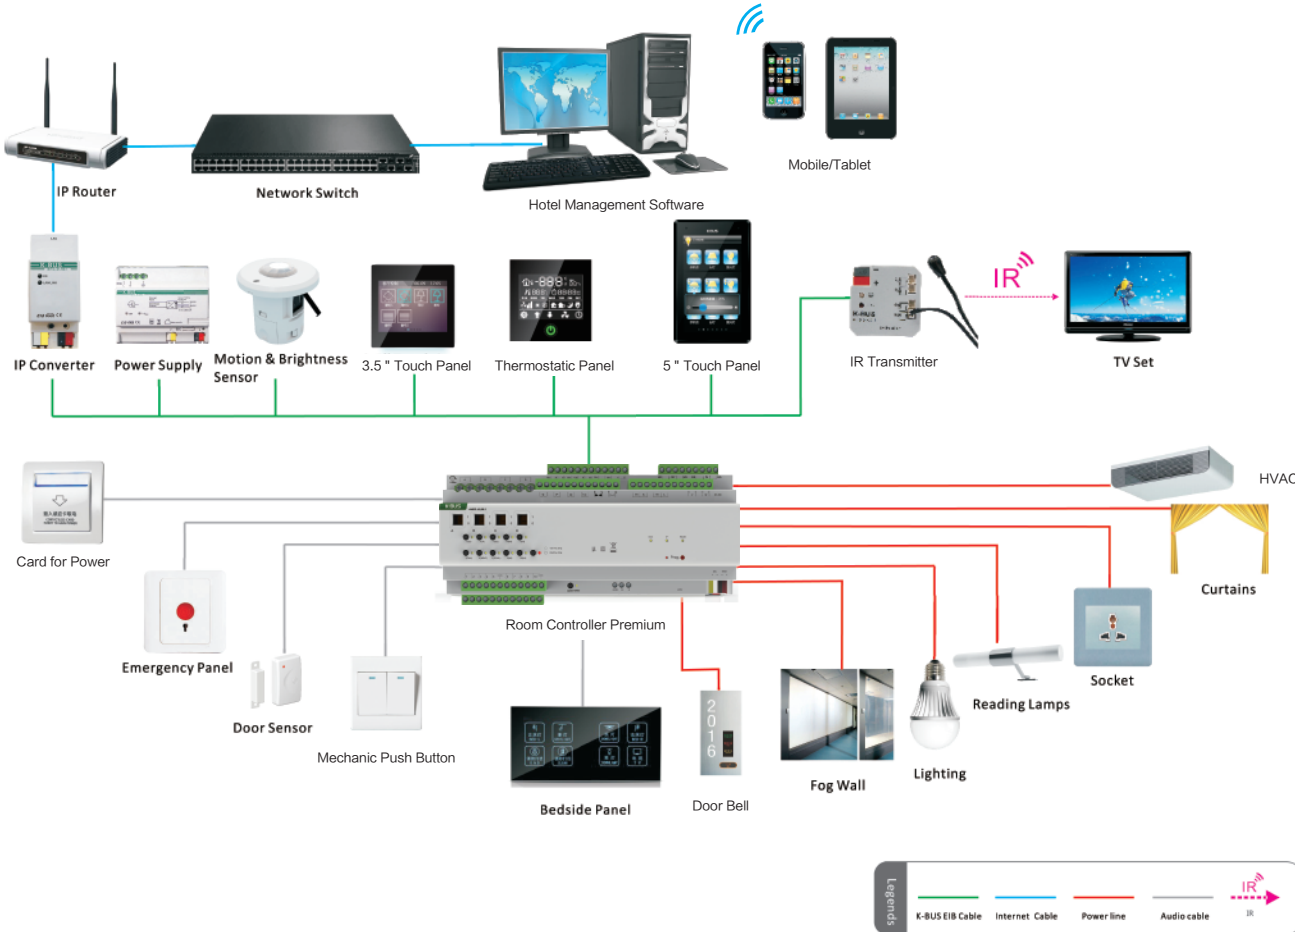 IP Router
Network Switch
Hotel Management Software
Mobile/Tablet
K-BUS
IP Converter
Power Supply
Motion & Brightness
Sensor
3.5 " Touch Panel
Thermostatic Panel
5 " Touch Panel
K-BUS
IR Transmitter
IR
TV Set
Card for Power
Emergency Panel
Door Sensor
Mechanic Push Button
K-BUS
Room Controller Premium
Bedside Panel
2016
Door Bell
Fog Wall
Lighting
Reading Lamps
Socket
Curtains
HVAC
Legends
K-BUS EIB Cable
Internet Cable
Power line
Audio cable
IR
IR